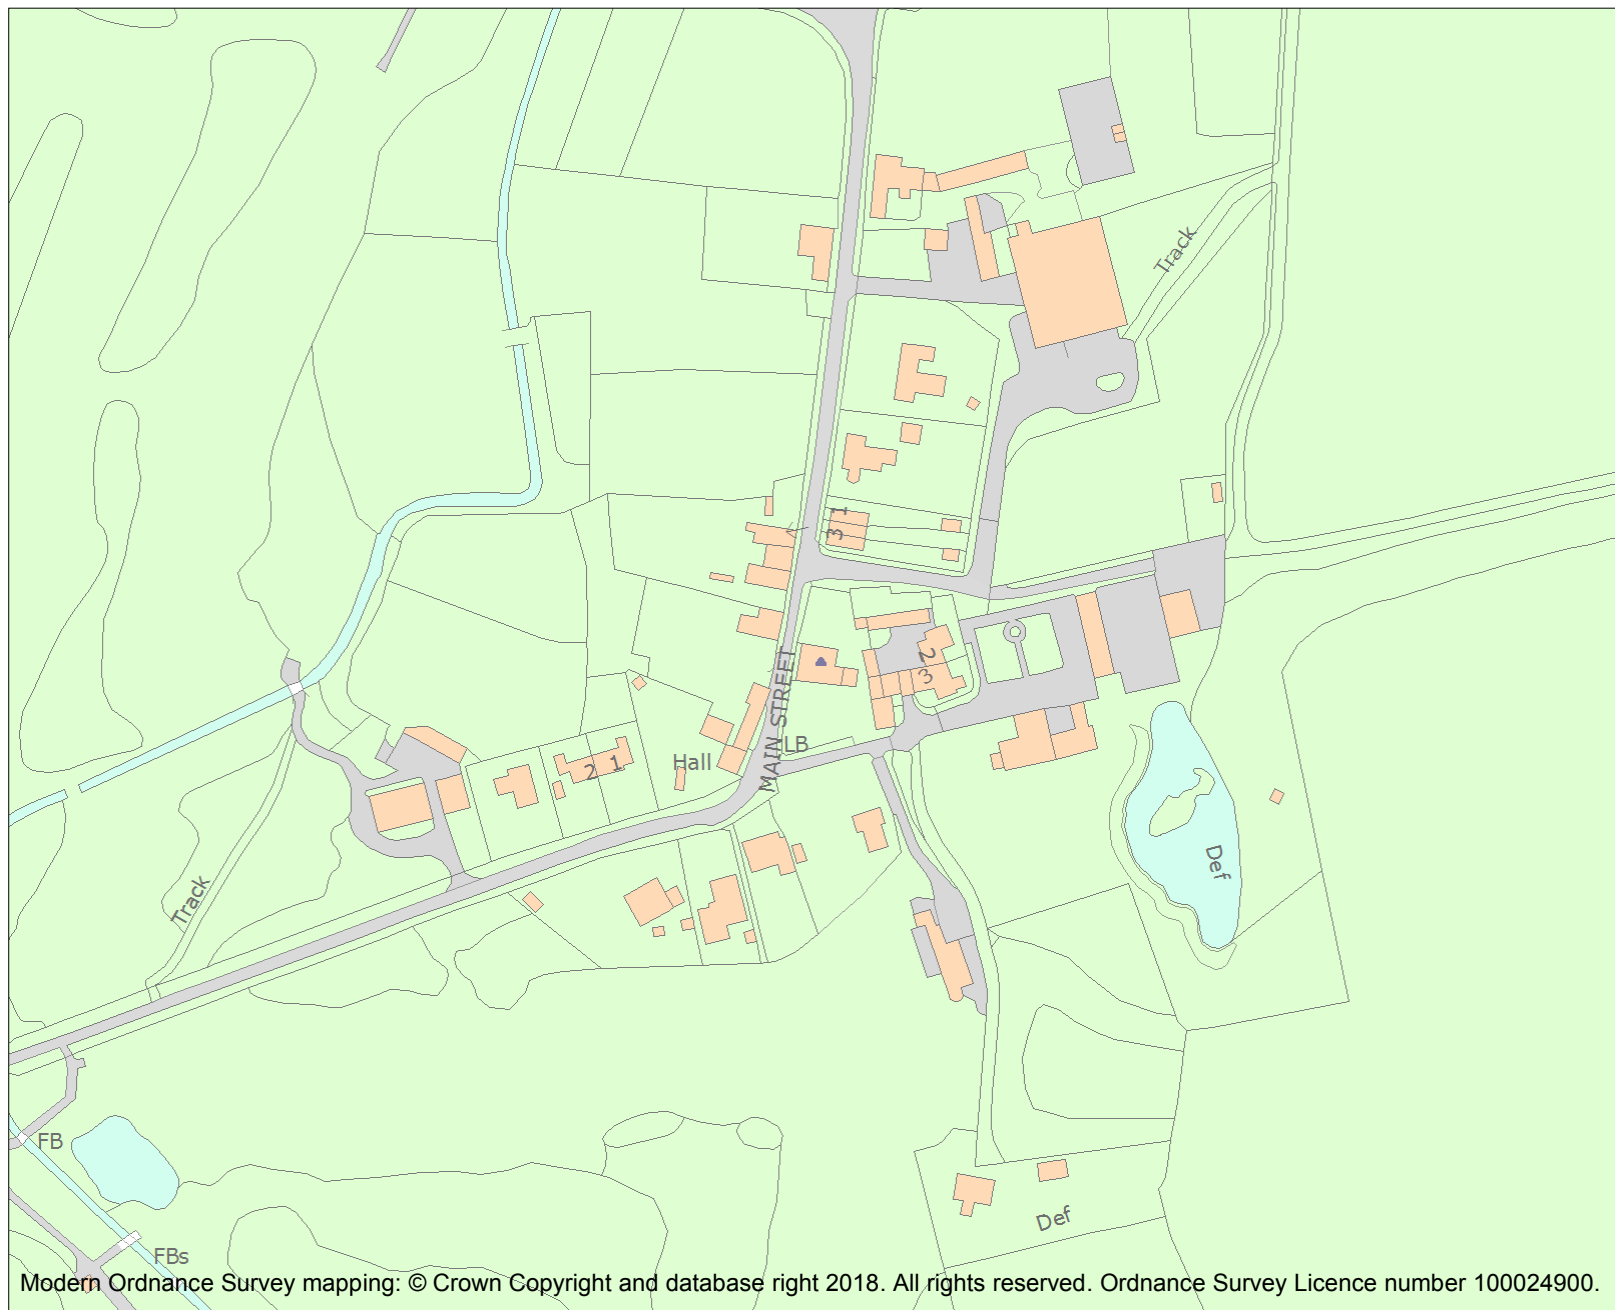 Track
1
3
2
3
MAIN STREET
LB
Hall
2 1
Def
Track
FB
Def
FBs
Modern Ordnance Survey mapping: © Crown Copyright and database right 2018. All rights reserved. Ordnance Survey Licence number 100024900.